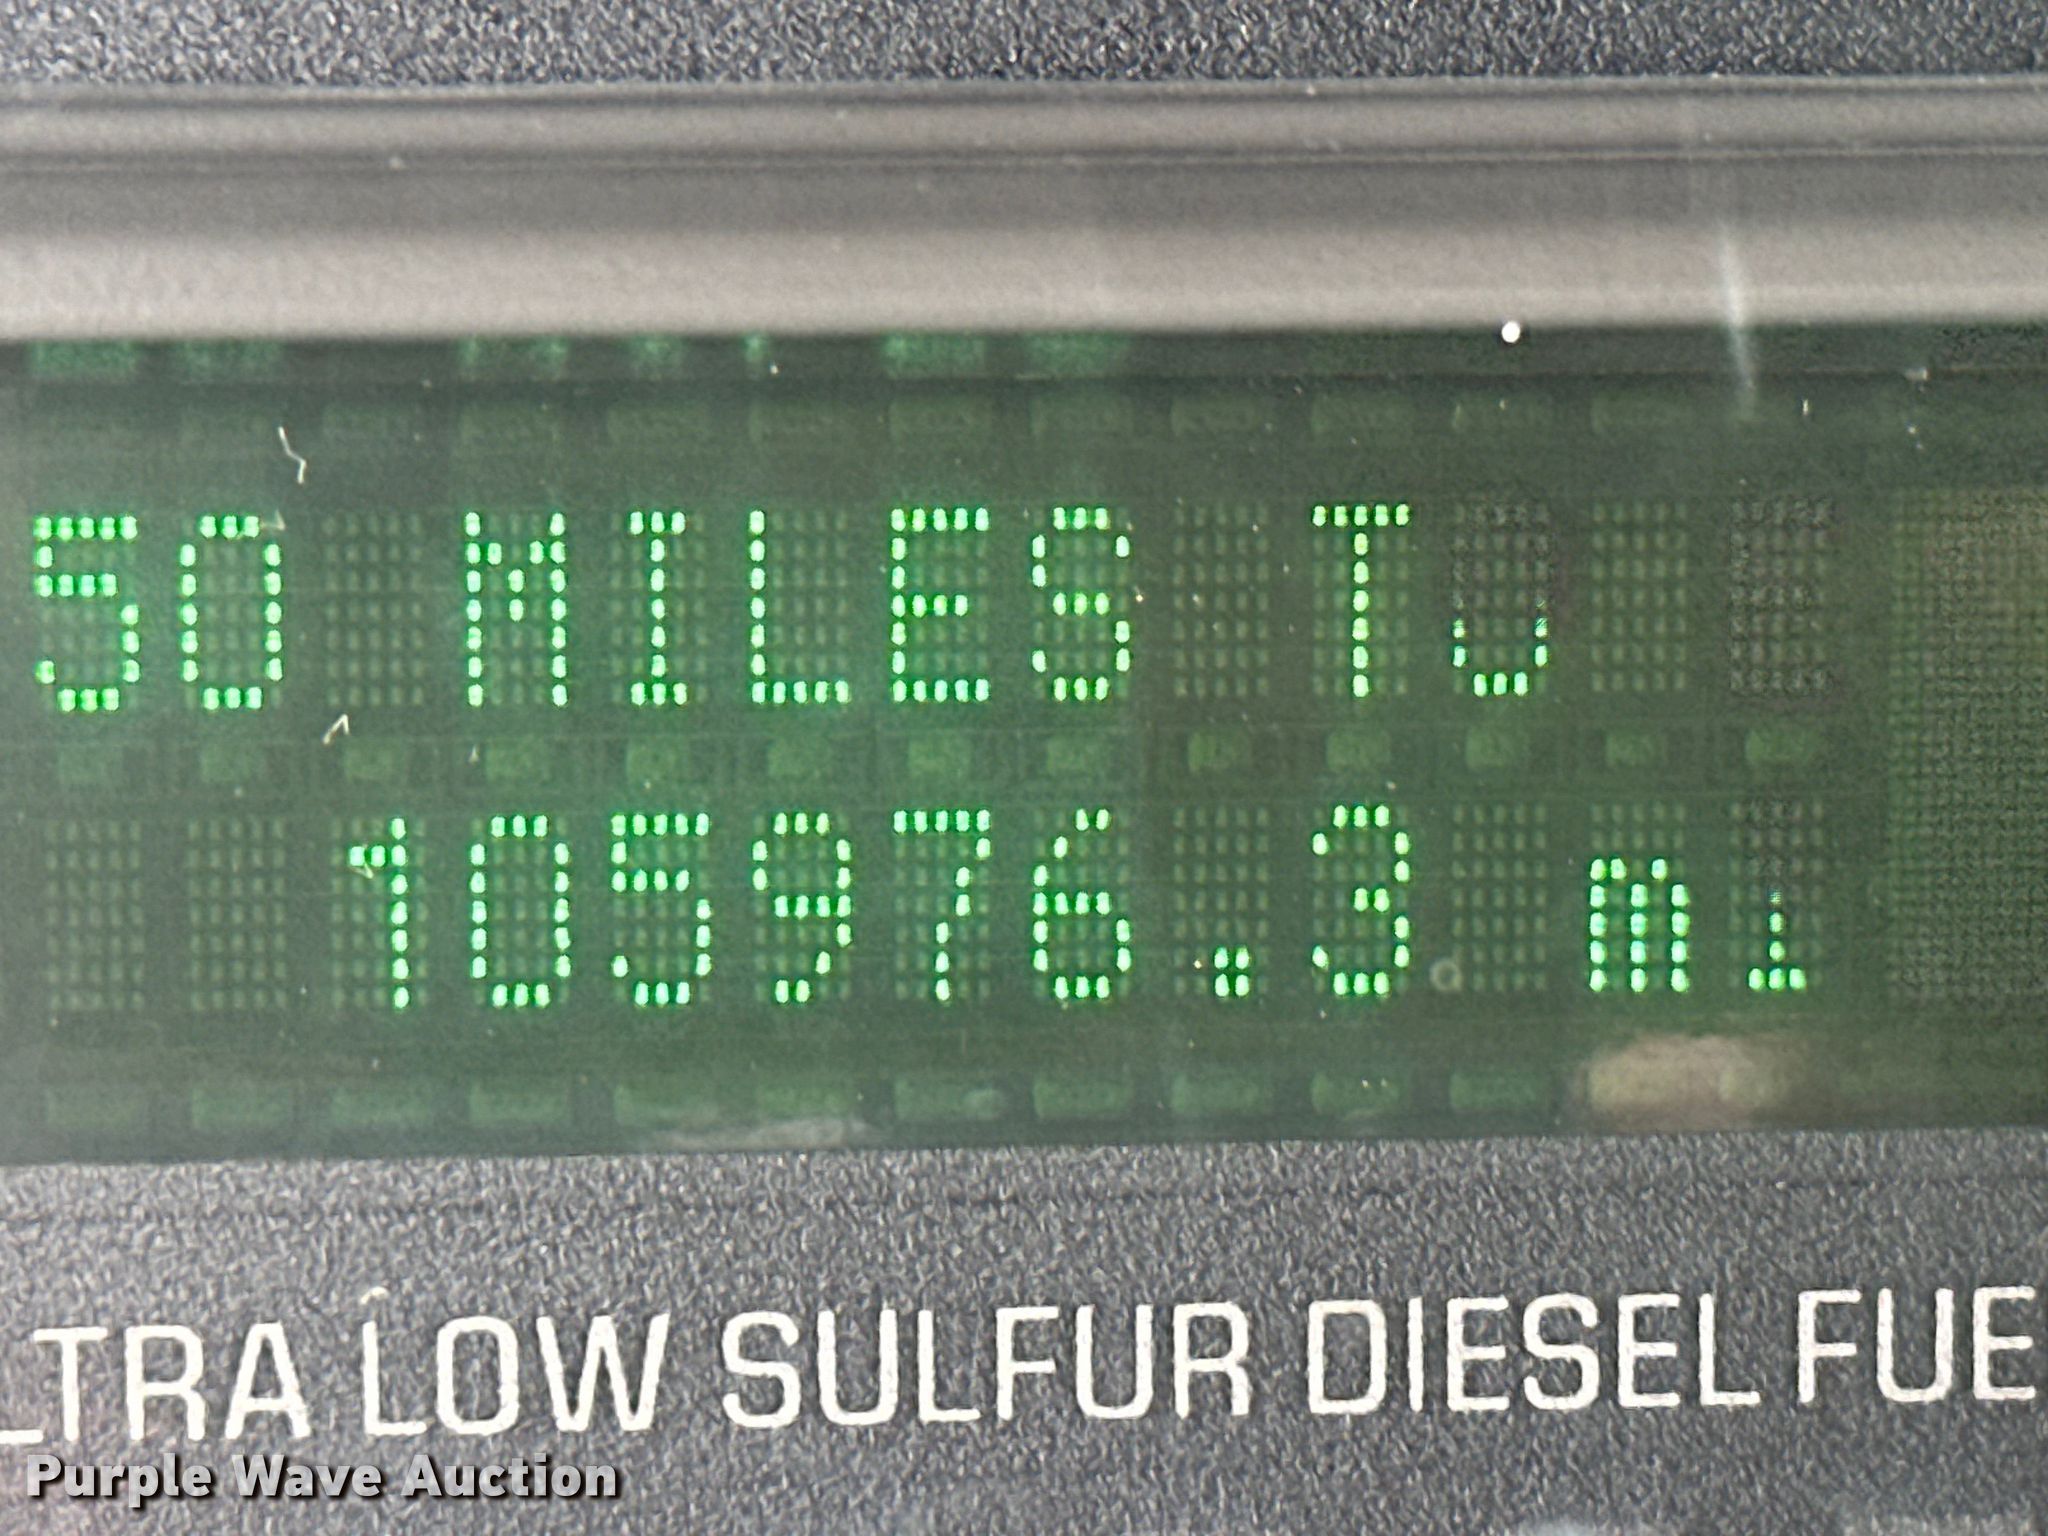 50 MILES TO E
105976.3 mi
LTRA LOW SULFUR DIESEL FUE
Purple Wave Auction